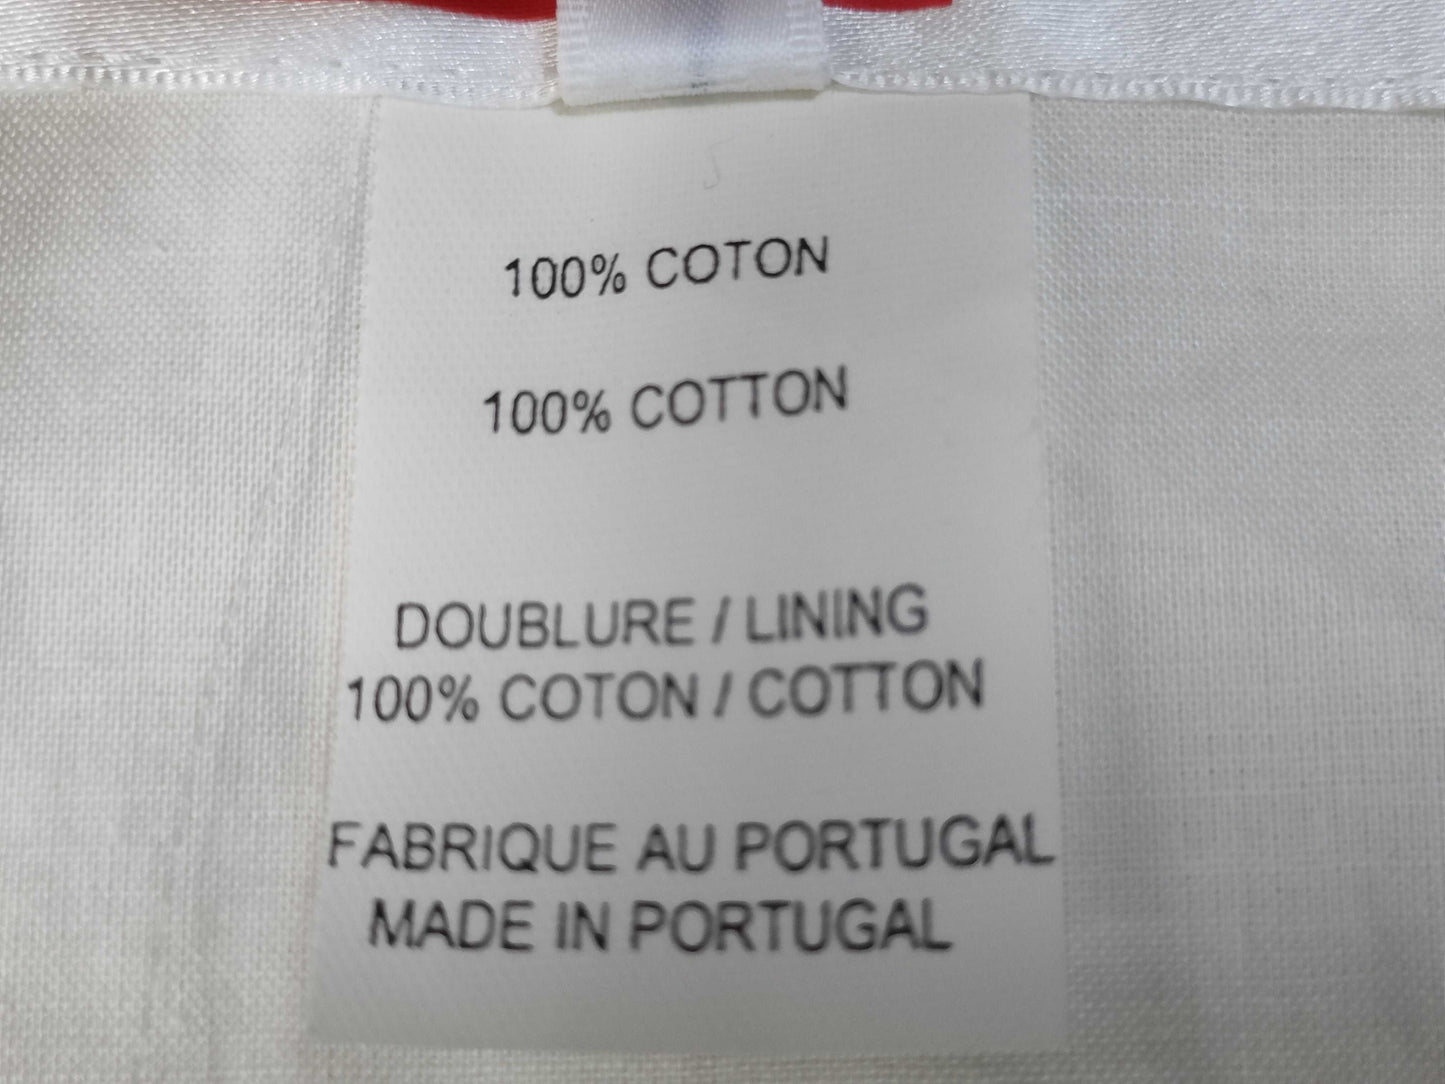 100% COTON
100% COTTON
DOUBLURE / LINING
100% COTON / COTTON
FABRIQUE AU PORTUGAL
MADE IN PORTUGAL